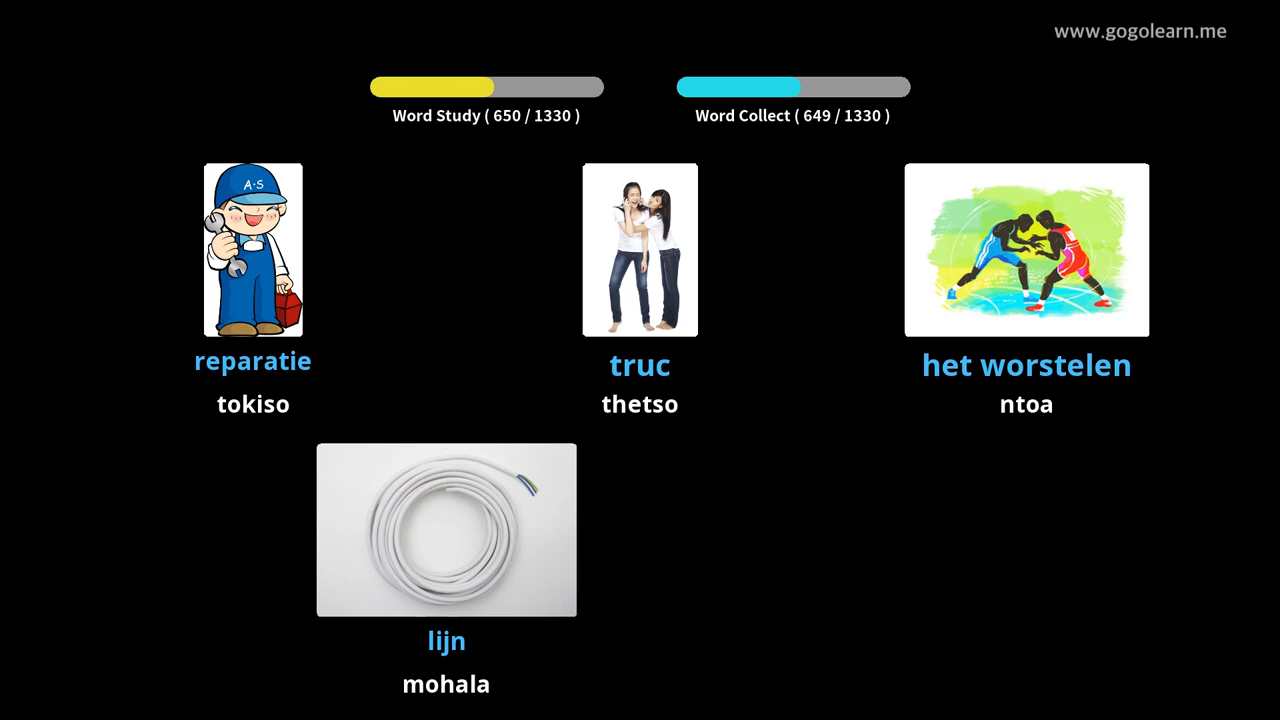 www.gogolearn.me
Word Study ( 650 / 1330 )
Word Collect ( 649 / 1330 )
A·S
reparatie
truc
het worstelen
tokiso
thetso
ntoa
lijn
mohala